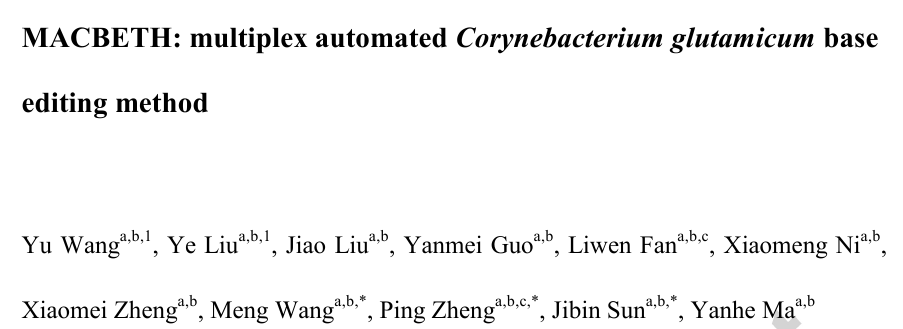 MACBETH: multiplex automated Corynebacterium glutamicum base
editing method
Yu Wang^a,b,1, Ye Liu^a,b,1, Jiao Liu^a,b, Yanmei Guo^a,b, Liwen Fan^a,b,c, Xiaomeng Ni^a,b,
Xiaomei Zheng^a,b, Meng Wang^a,b,*, Ping Zheng^a,b,c,*, Jibin Sun^a,b,*, Yanhe Ma^a,b